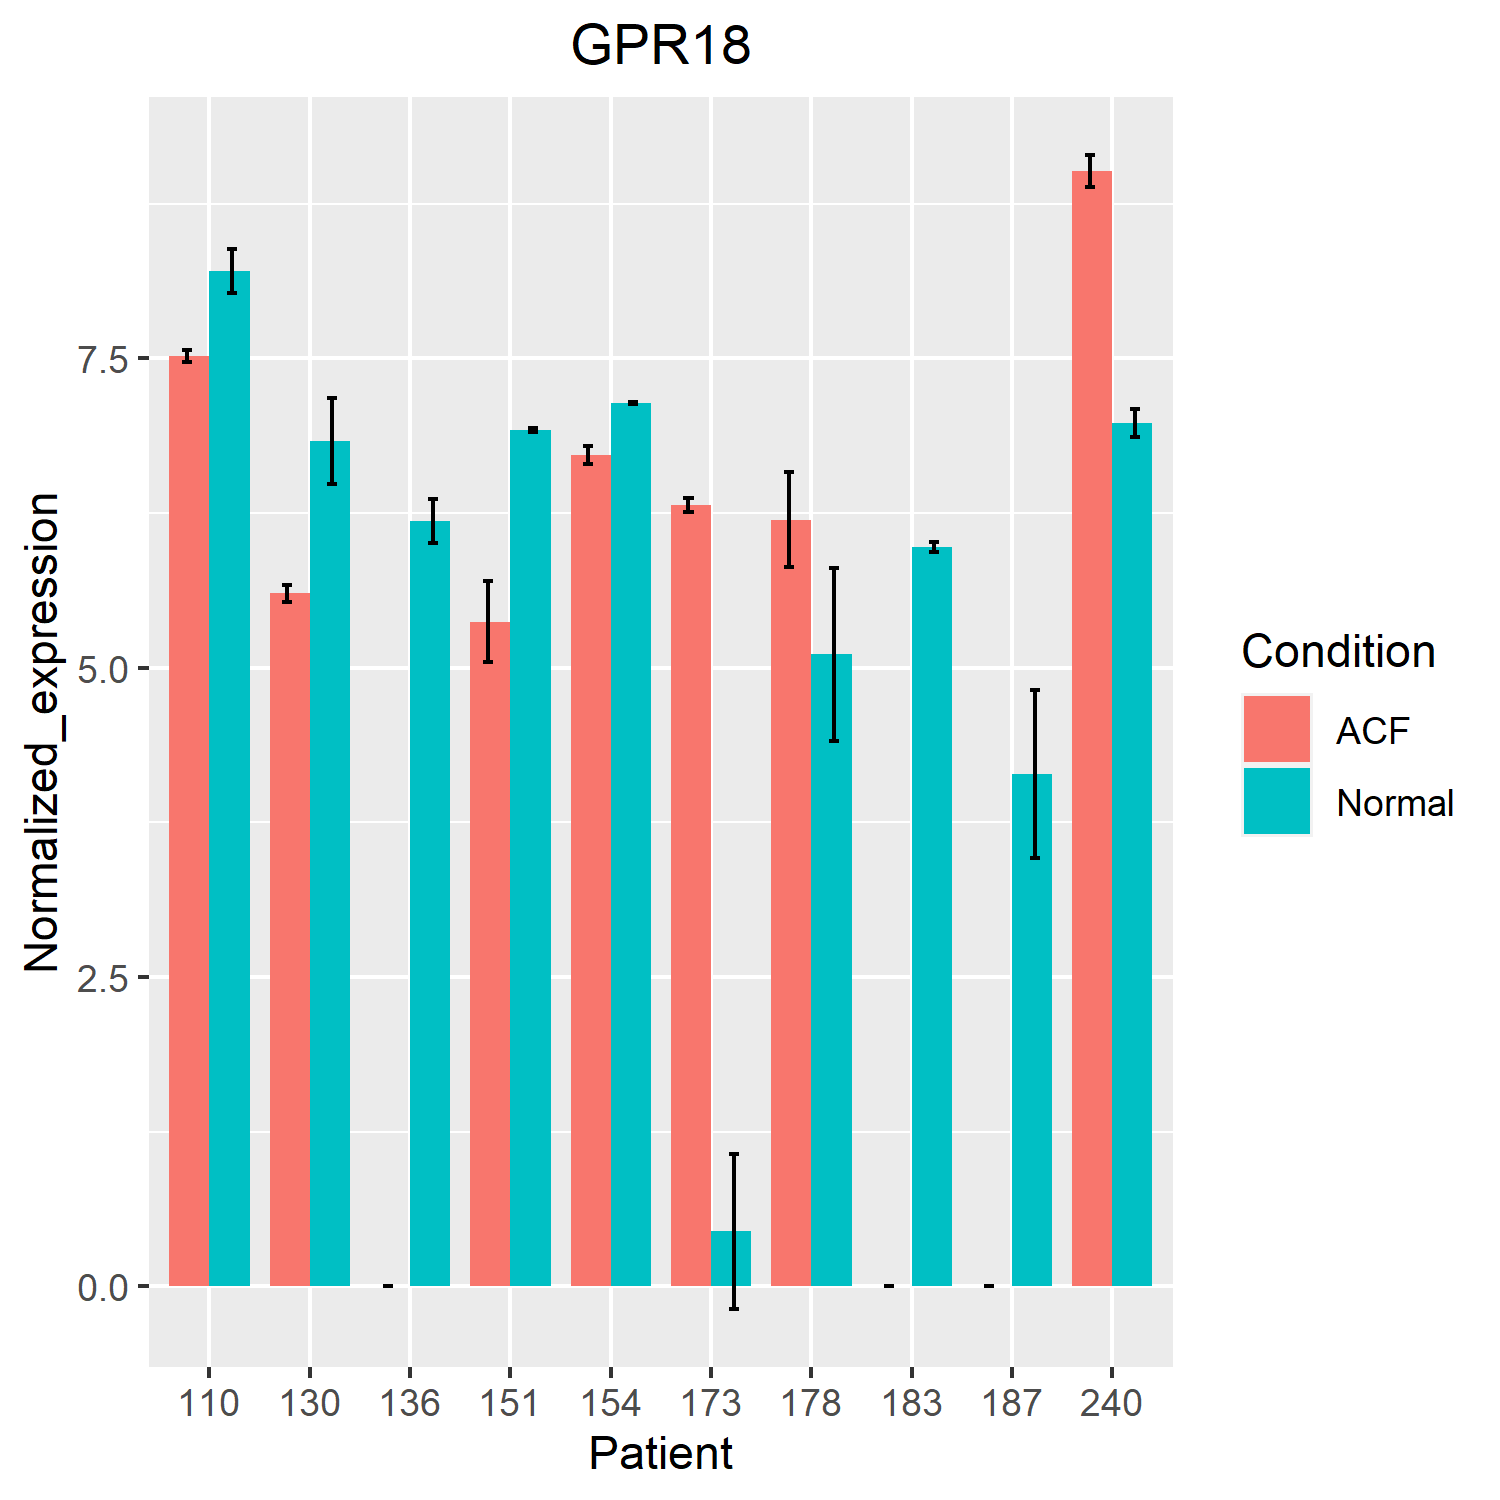 GPR18
Normalized_expression
7.5
5.0
2.5
0.0
110 130 136 151 154 173 178 183 187 240
Patient
Condition
ACF
Normal